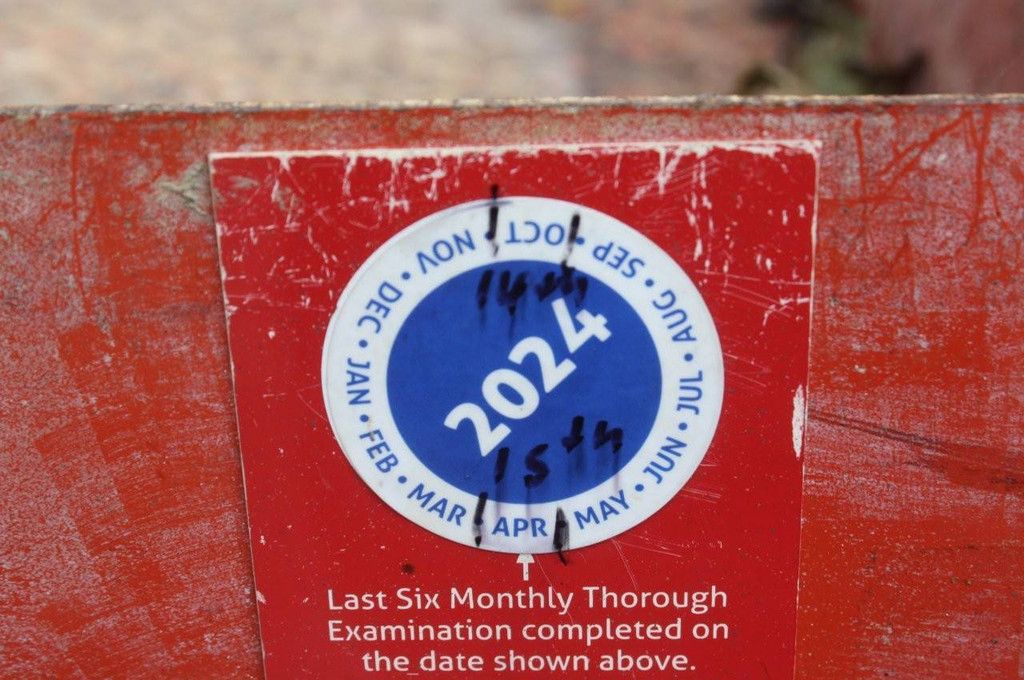 JAN • FEB • MAR APR MAY • JUN • JUL • AUG • SEP • OCT NOV • DEC •
14th
2024
15th
Last Six Monthly Thorough
Examination completed on
the date shown above.